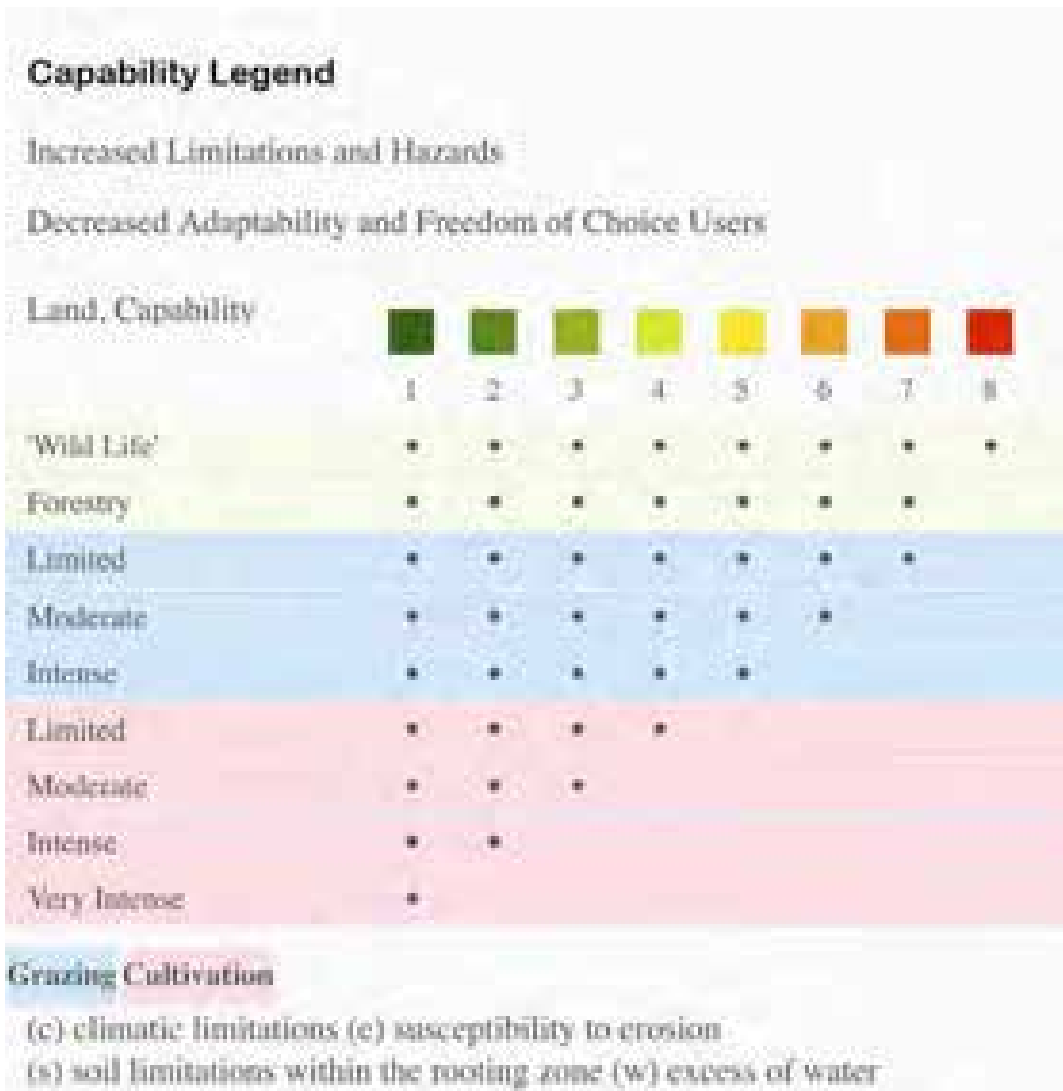 Capability Legend
Increased Limitations and Hazards
Decreased Adaptability and Freedom of Choice Users
Land, Capability
1 2 3 4 5 6 7 8
'Wild Life' • • • • • • • •
Forestry • • • • • • •
Limited • • • • • • •
Moderate • • • • • •
Intense • • • • •
Limited • • • •
Moderate • • •
Intense • •
Very Intense •
Grazing Cultivation
(c) climatic limitations (e) susceptibility to erosion
(s) soil limitations within the rooting zone (w) excess of water